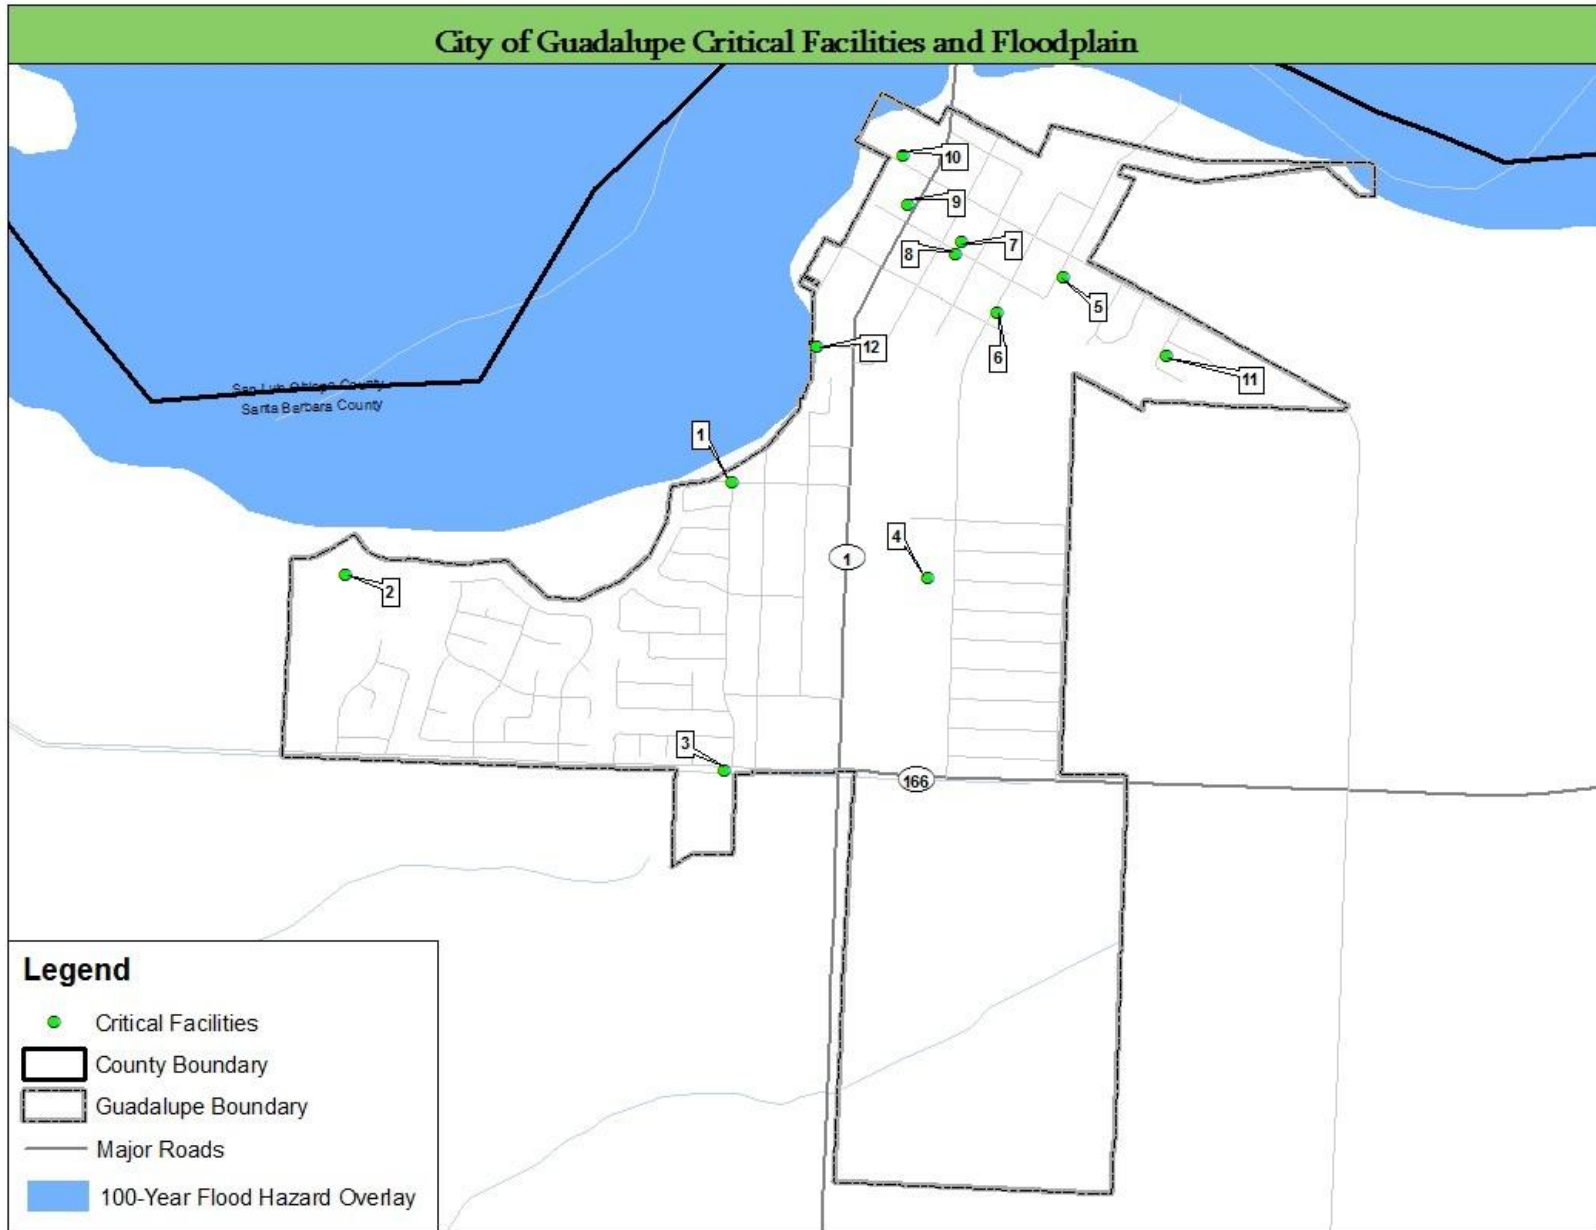 City of Guadalupe Critical Facilities and Floodplain
10
9
7
8
5
6
12
11
San Luis Obispo County
Santa Barbara County
1
4
1
2
3
166
Legend
Critical Facilities
County Boundary
Guadalupe Boundary
Major Roads
100-Year Flood Hazard Overlay